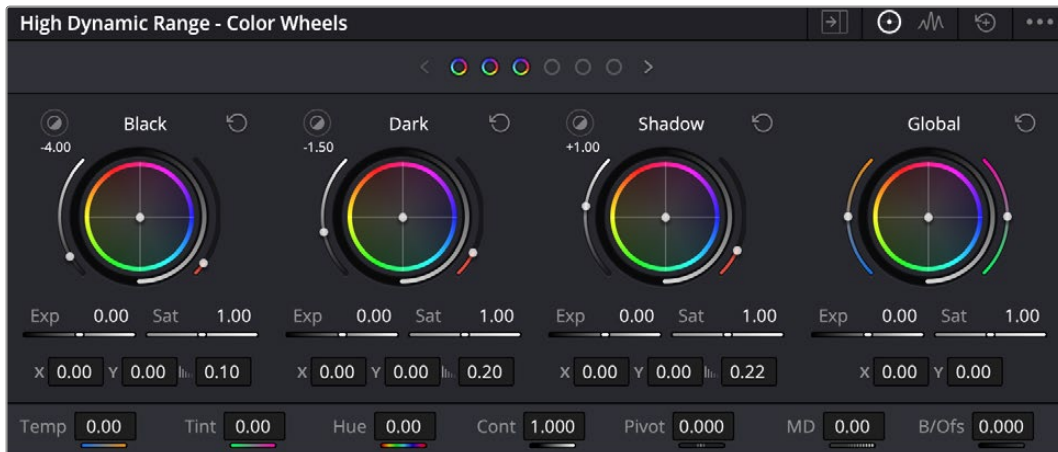 High Dynamic Range - Color Wheels
Black Dark Shadow Global
-4.00 -1.50 +1.00
Exp 0.00 Sat 1.00 Exp 0.00 Sat 1.00 Exp 0.00 Sat 1.00 Exp 0.00 Sat 1.00
X 0.00 Y 0.00 0.10 X 0.00 Y 0.00 0.20 X 0.00 Y 0.00 0.22 X 0.00 Y 0.00
Temp 0.00 Tint 0.00 Hue 0.00 Cont 1.000 Pivot 0.000 MD 0.00 B/Ofs 0.000